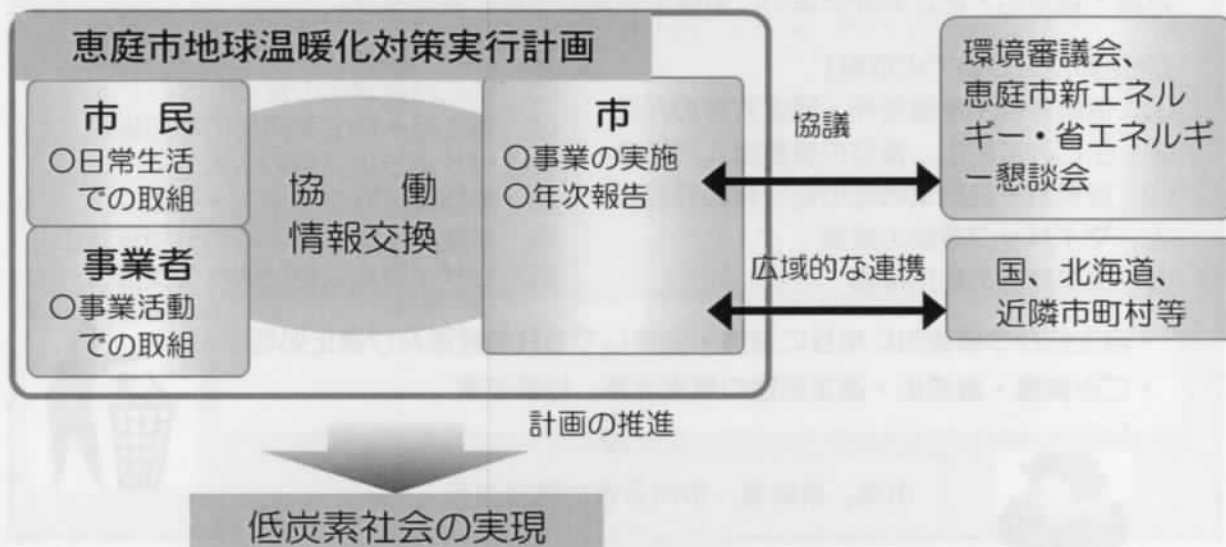 恵庭市地球温暖化対策実行計画
市 民
○日常生活
での取組
事業者
○事業活動
での取組
協 働
情報交換
市
○事業の実施
○年次報告
協議
環境審議会、
恵庭市新エネル
ギー・省エネルギ
ー懇談会
広域的な連携
国、北海道、
近隣市町村等
計画の推進
低炭素社会の実現